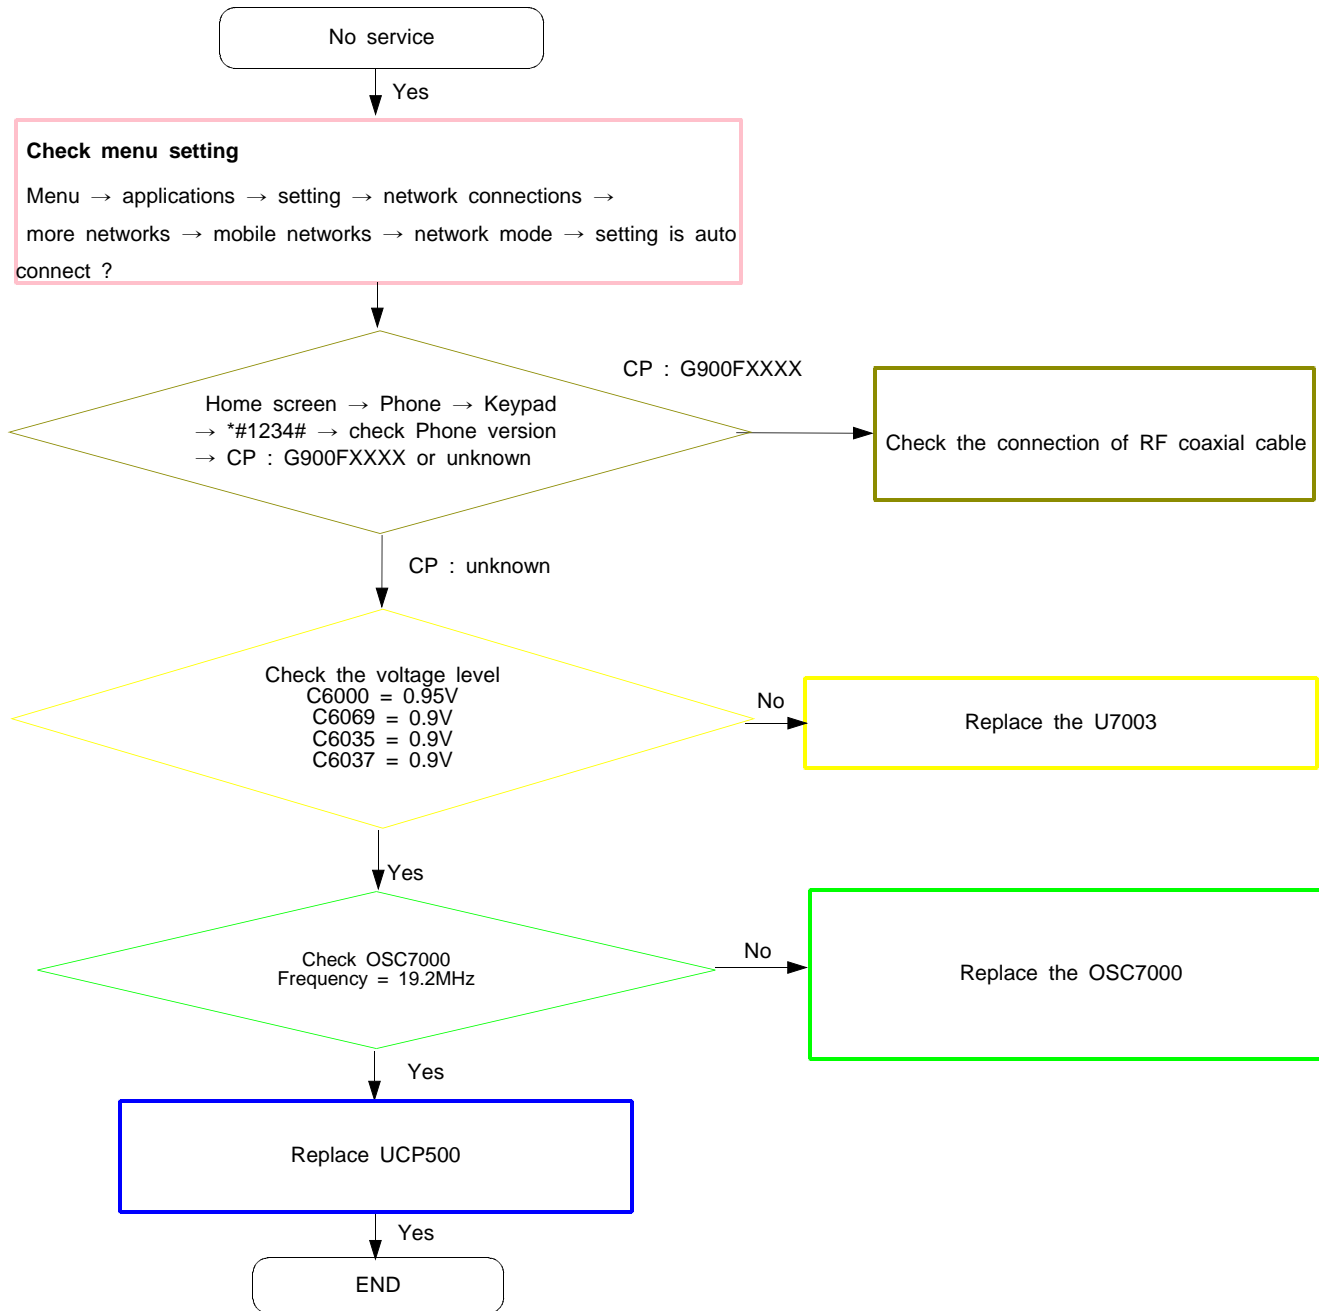 No service
Yes
Check menu setting
Menu → applications → setting → network connections →
more networks → mobile networks → network mode → setting is auto
connect ?
CP : G900FXXXX
Home screen → Phone → Keypad
→ *#1234# → check Phone version
→ CP : G900FXXXX or unknown
Check the connection of RF coaxial cable
CP : unknown
Check the voltage level
C6000 = 0.95V
C6069 = 0.9V
C6035 = 0.9V
C6037 = 0.9V
No
Replace the U7003
Yes
Check OSC7000
Frequency = 19.2MHz
No
Replace the OSC7000
Yes
Replace UCP500
Yes
END